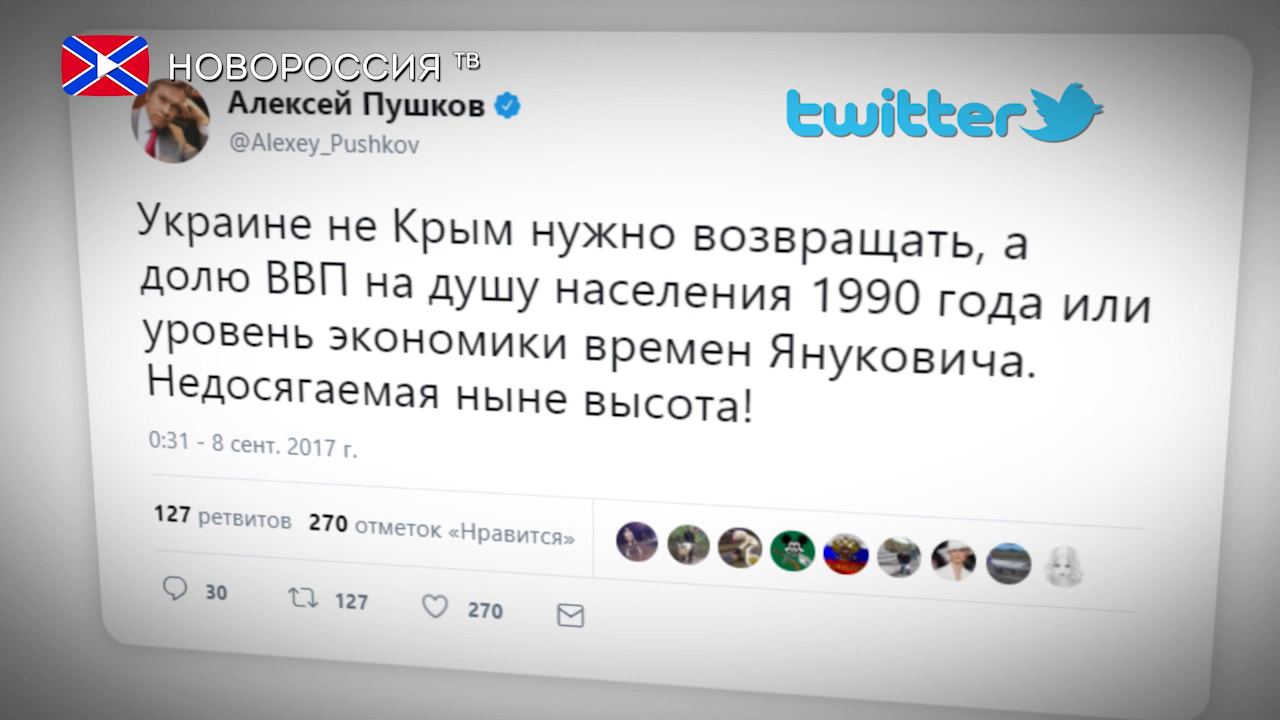 НОВОРОССИЯ ТВ
Алексей Пушков
@Alexey_Pushkov
twitter
Украине не Крым нужно возвращать, а
долю ВВП на душу населения 1990 года или
уровень экономики времен Януковича.
Недосягаемая ныне высота!
0:31 - 8 сент. 2017 г.
127 ретвитов 270 отметок «Нравится»
30 127 270